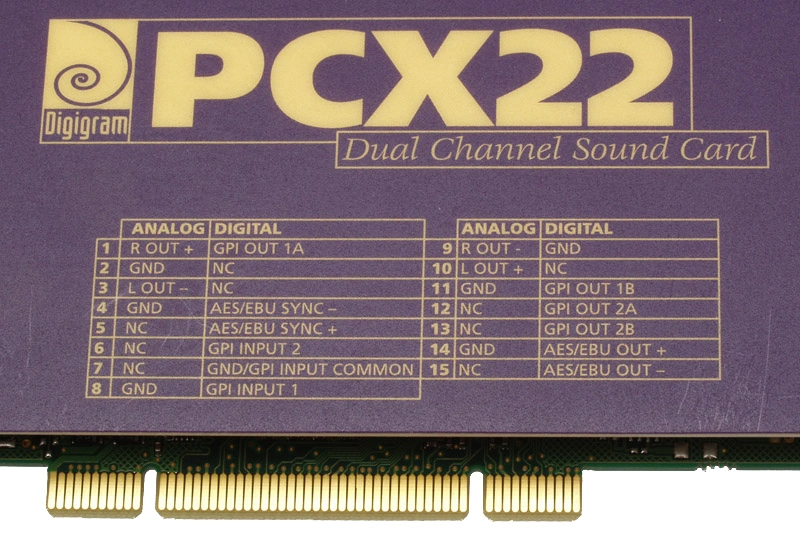 Digigram
PCX22
Dual Channel Sound Card
ANALOG DIGITAL
1 R OUT + GPI OUT 1A
2 GND NC
3 L OUT – NC
4 GND AES/EBU SYNC –
5 NC AES/EBU SYNC +
6 NC GPI INPUT 2
7 NC GND/GPI INPUT COMMON
8 GND GPI INPUT 1
ANALOG DIGITAL
9 R OUT - GND
10 L OUT + NC
11 GND GPI OUT 1B
12 NC GPI OUT 2A
13 NC GPI OUT 2B
14 GND AES/EBU OUT +
15 NC AES/EBU OUT –